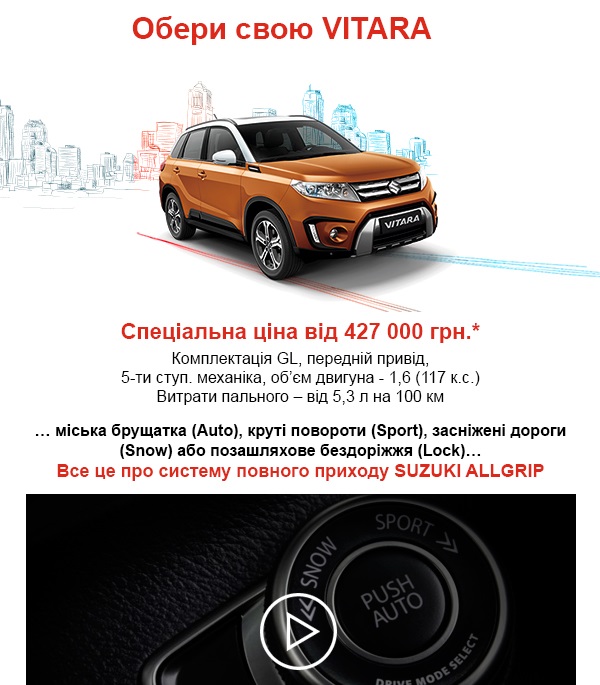 Обери свою VITARA
VITARA
Спеціальна ціна від 427 000 грн.*
Комплектація GL, передній привід,
5-ти ступ. механіка, об’єм двигуна - 1,6 (117 к.с.)
Витрати пального – від 5,3 л на 100 км
… міська брущатка (Auto), круті повороти (Sport), засніжені дороги
(Snow) або позашляхове бездоріжжя (Lock)…
Все це про систему повного приходу SUZUKI ALLGRIP
SPORT
SNOW
PUSH
AUTO
DRIVE MODE SELECT